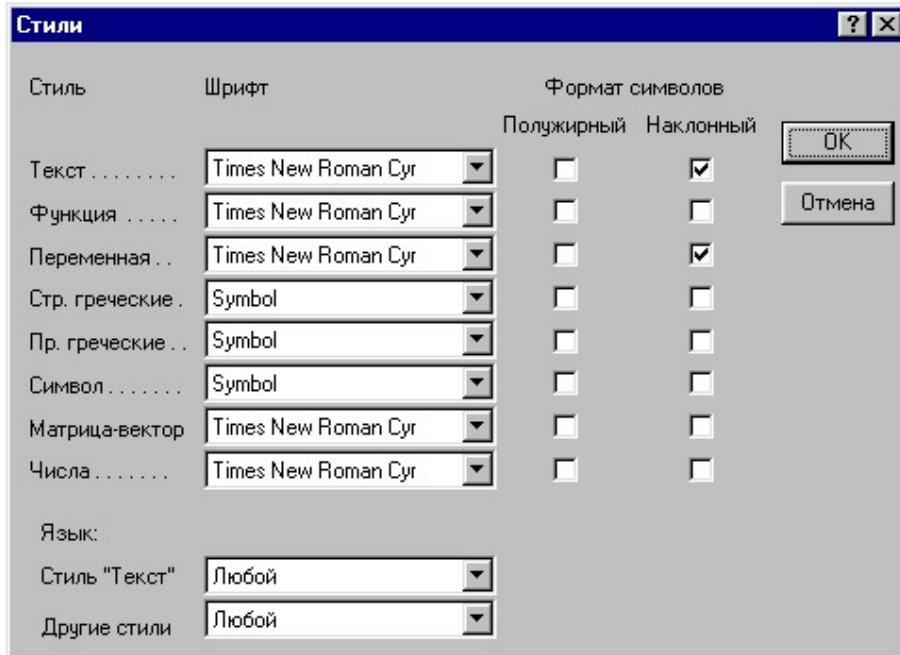 Стили
Стиль Шрифт Формат символов
Полужирный Наклонный
OK
Текст . . . . . . . . Times New Roman Cyr
Отмена
Функция . . . . . Times New Roman Cyr
Переменная . . Times New Roman Cyr
Стр. греческие . Symbol
Пр. греческие . . Symbol
Символ . . . . . . . Symbol
Матрица-вектор Times New Roman Cyr
Числа . . . . . . . Times New Roman Cyr
Язык:
Стиль "Текст" Любой
Другие стили Любой